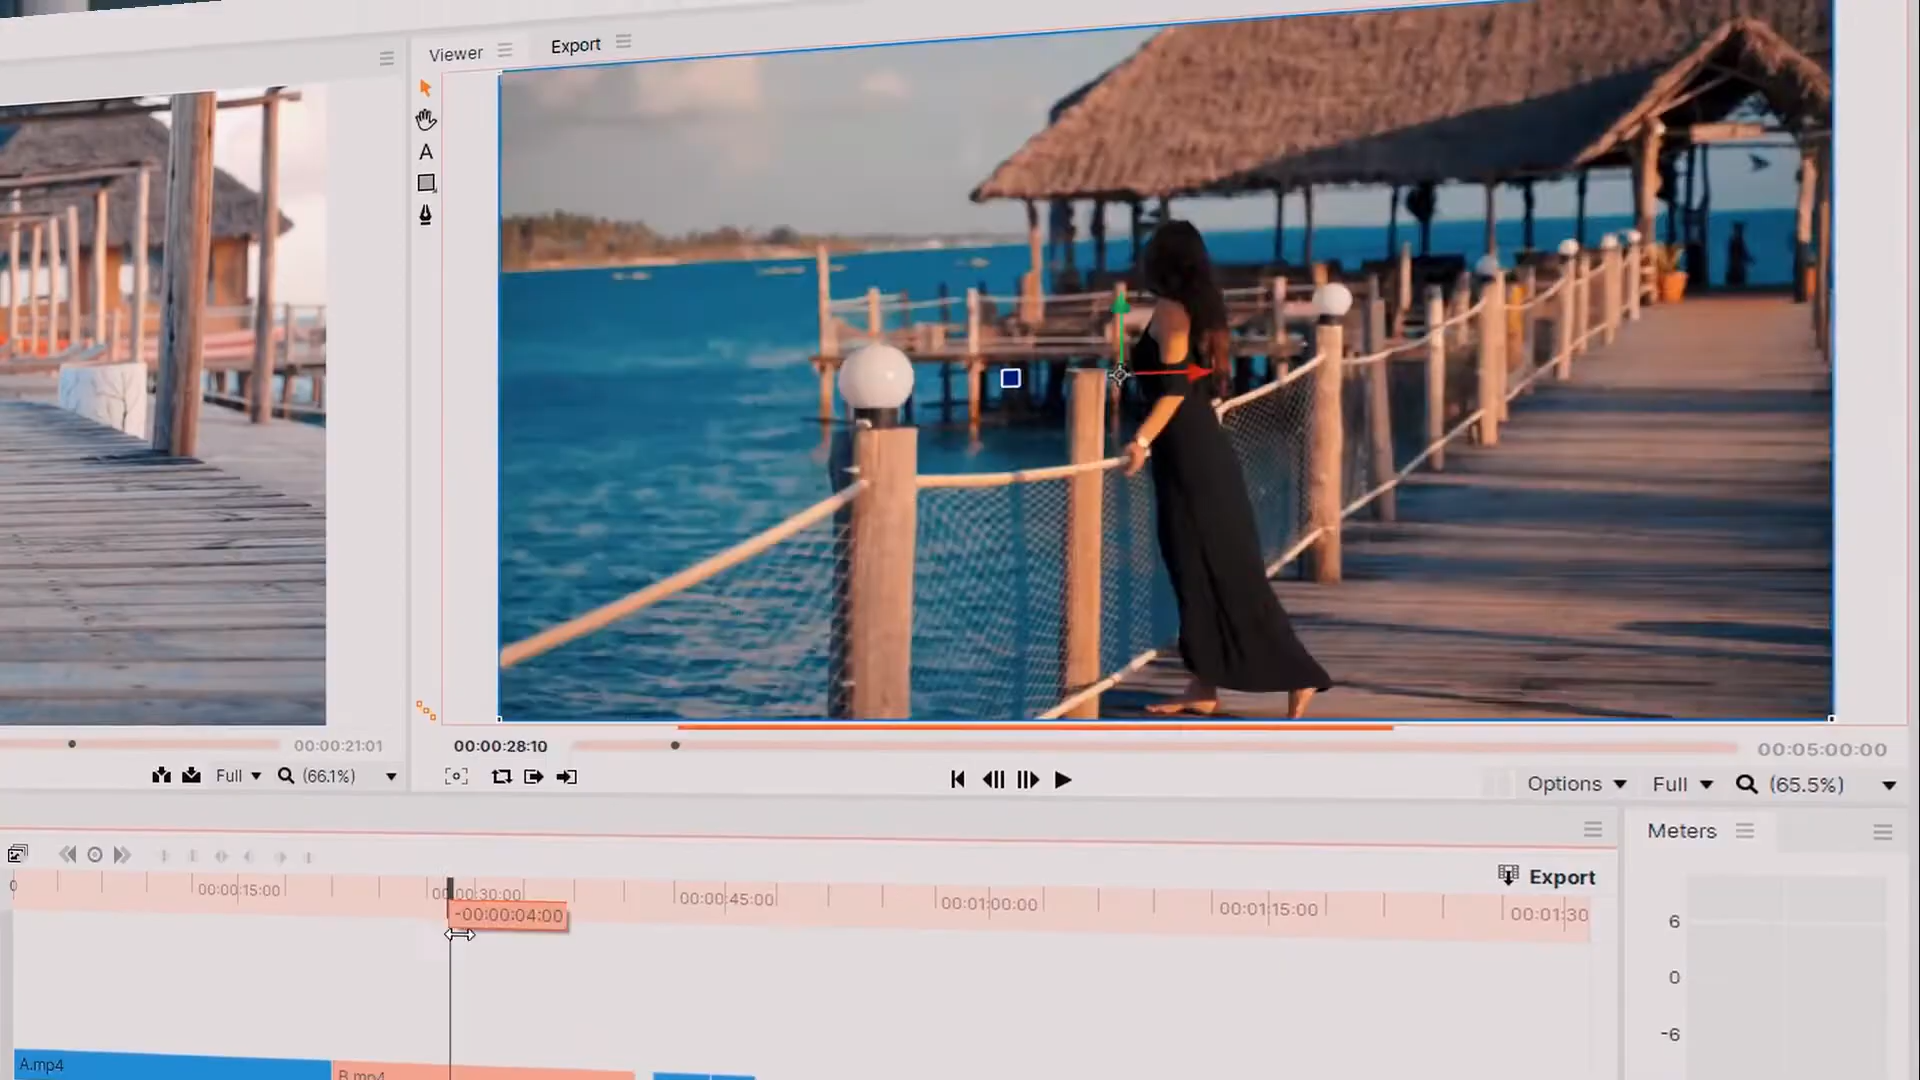 Viewer
Export
A
00:00:21:01
00:00:28:10
00:05:00:00
Full
(66.1%)
Options
Full
(65.5%)
Meters
Export
0
00:00:15:00
00:00:30:00
00:00:45:00
00:01:00:00
00:01:15:00
00:01:30
-00:00:04:00
6
0
-6
A.mp4
B.mp4